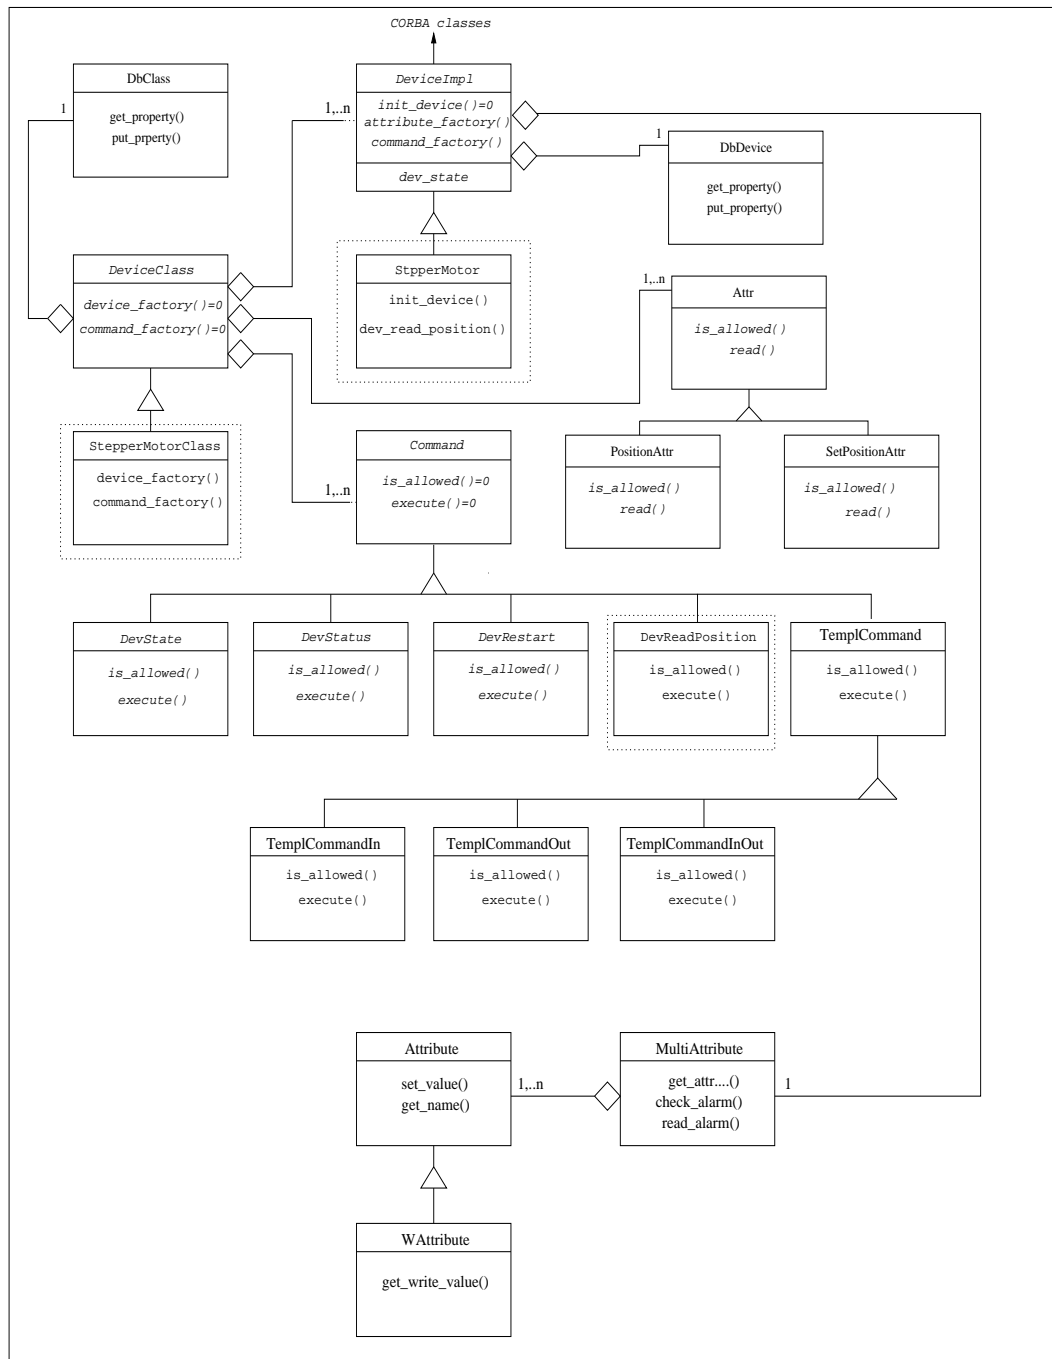 CORBA classes
DbClass
get_property()
put_prperty()
1
DeviceImpl
init_device()=0
attribute_factory()
command_factory()
dev_state
1,..n
1
DbDevice
get_property()
put_property()
DeviceClass
device_factory()=0
command_factory()=0
StpperMotor
init_device()
dev_read_position()
1,..n
Attr
is_allowed()
read()
StepperMotorClass
device_factory()
command_factory()
Command
is_allowed()=0
execute()=0
1,..n
PositionAttr
is_allowed()
read()
SetPositionAttr
is_allowed()
read()
DevState
is_allowed()
execute()
DevStatus
is_allowed()
execute()
DevRestart
is_allowed()
execute()
DevReadPosition
is_allowed()
execute()
TemplCommand
is_allowed()
execute()
TemplCommandIn
is_allowed()
execute()
TemplCommandOut
is_allowed()
execute()
TemplCommandInOut
is_allowed()
execute()
Attribute
set_value()
get_name()
1,..n
MultiAttribute
get_attr....()
check_alarm()
read_alarm()
1
WAttribute
get_write_value()